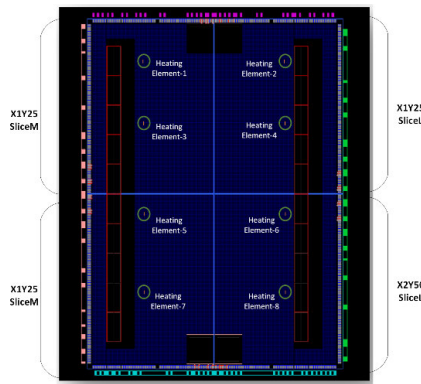 Heating
Element-1
Heating
Element-2
X1Y25
SliceM
X1Y25
SliceL
Heating
Element-3
Heating
Element-4
Heating
Element-5
Heating
Element-6
X1Y25
SliceM
X2Y50
SliceL
Heating
Element-7
Heating
Element-8